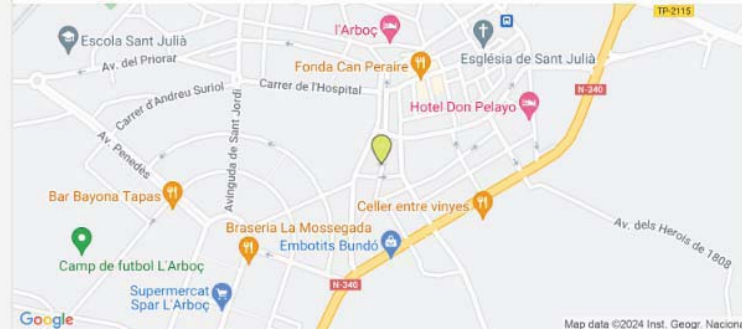 TP-2115
l'Arboç
Escola Sant Julià
Església de Sant Julià
Av. del Priorat
Fonda Can Peraire
Carrer de l'Hospital
N-340
Carrer d'Andreu Suriol
Hotel Don Pelayo
Avinguda de Sant Jordi
Av. Penedès
Bar Bayona Tapas
Celler entre vinyes
Braseria La Mossegada
Av. dels Herois de 1808
Embotits Bundó
Camp de futbol L'Arboç
N-340
Supermercat
Spar L'Arboç
Google
Map data ©2024 Inst. Geogr. Nacional